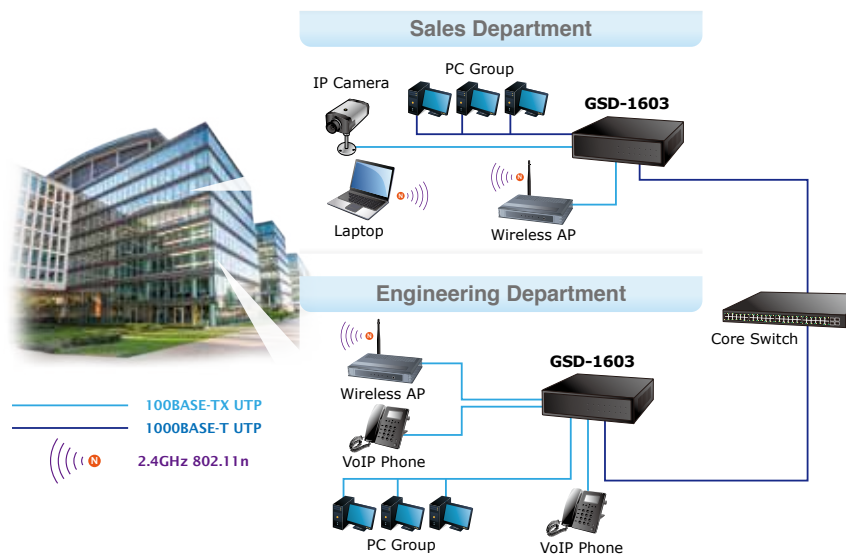 Sales Department
PC Group
IP Camera
GSD-1603
N
N
Laptop
Wireless AP
Engineering Department
Core Switch
N
GSD-1603
Wireless AP
100BASE-TX UTP
1000BASE-T UTP
VoIP Phone
N
2.4GHz 802.11n
PC Group
VoIP Phone